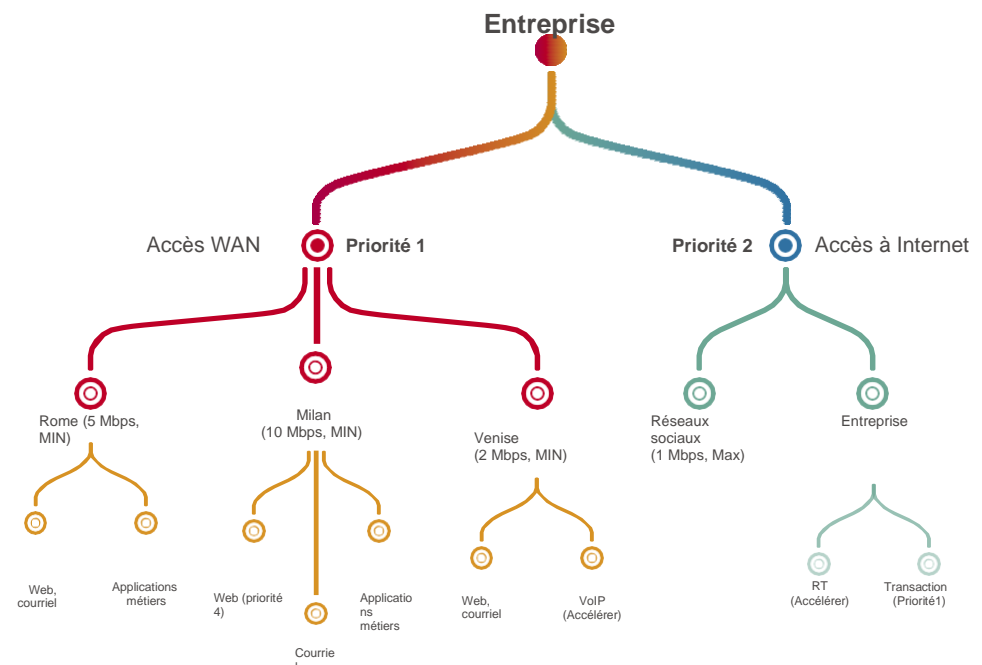 Entreprise
Accès WAN
Priorité 1
Priorité 2
Accès à Internet
Rome (5 Mbps,
MIN)
Milan
(10 Mbps, MIN)
Venise
(2 Mbps, MIN)
Réseaux
sociaux
(1 Mbps, Max)
Entreprise
Web,
courriel
Applications
métiers
Web (priorité
4)
Courrie
Applicatio
ns
métiers
Web,
courriel
VoIP
(Accélérer)
RT
(Accélérer)
Transaction
(Priorité1)